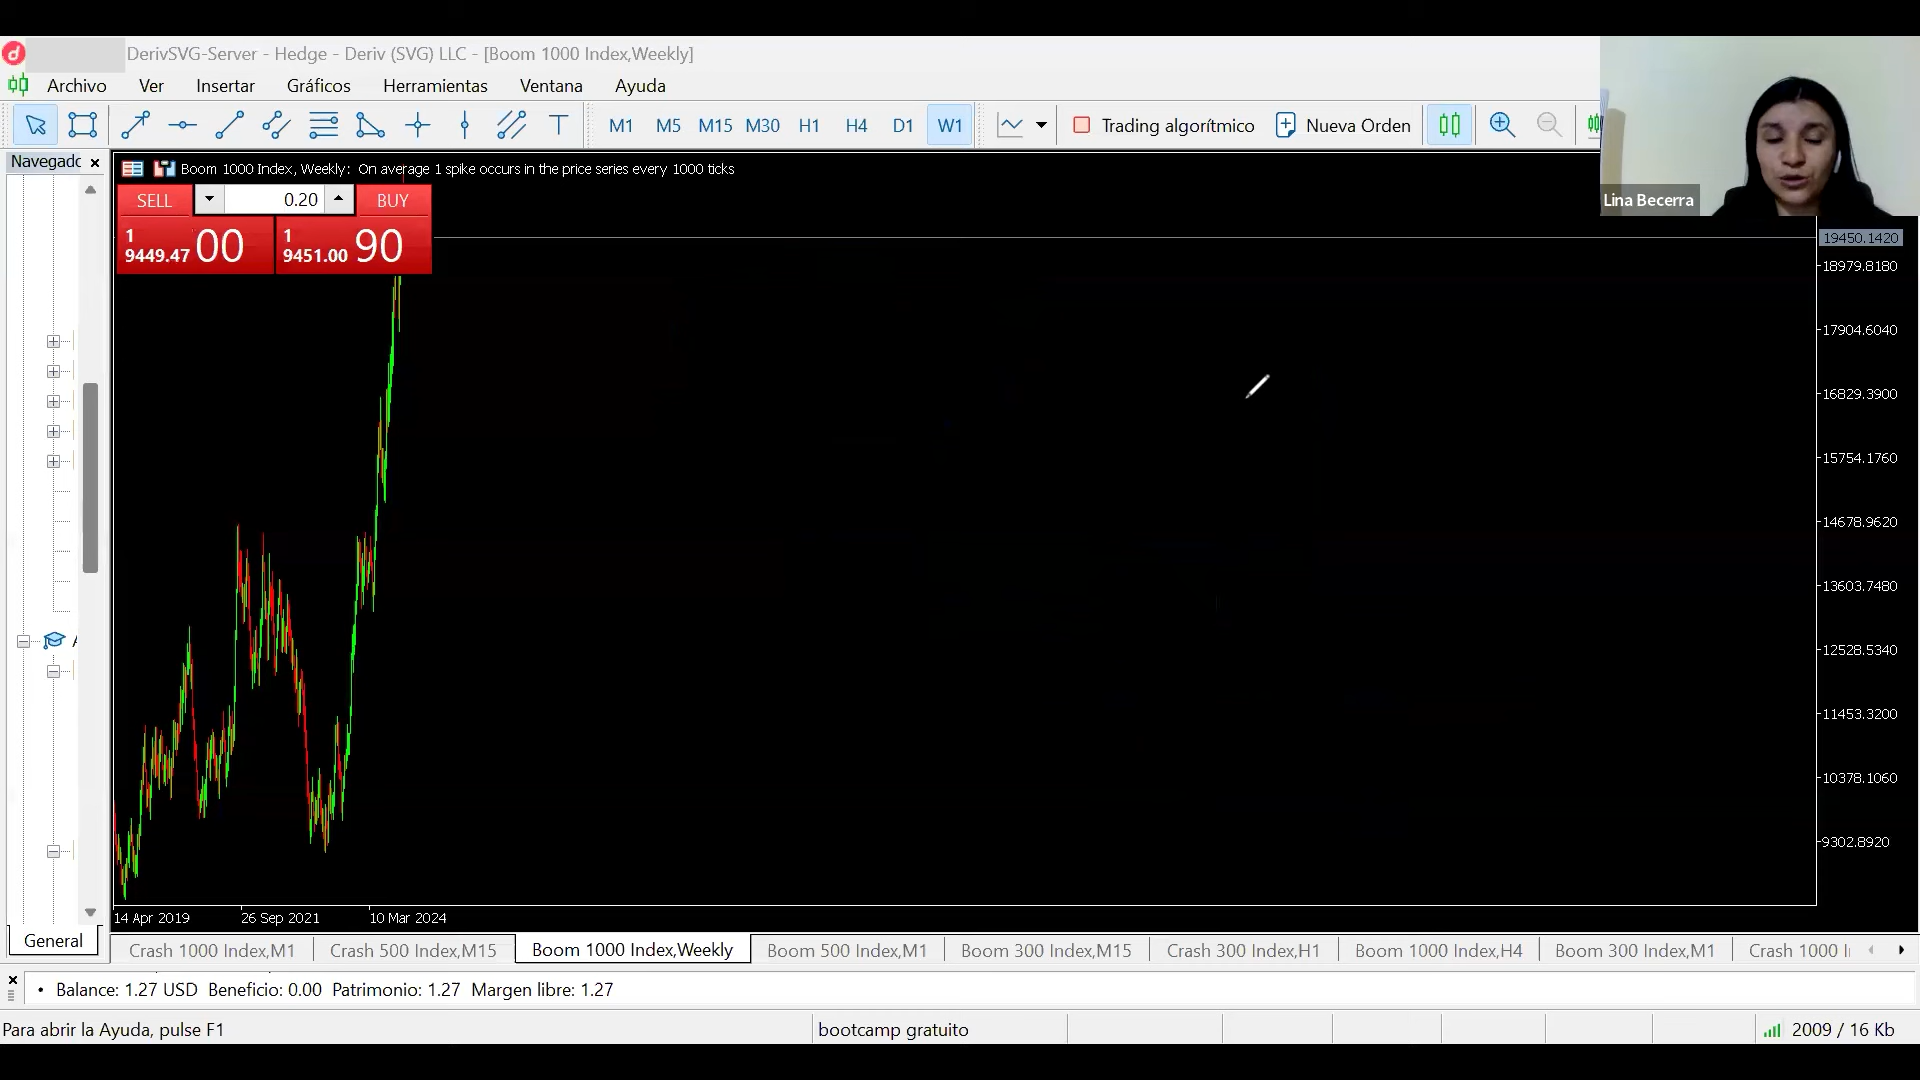 DerivSVG-Server - Hedge - Deriv (SVG) LLC - [Boom 1000 Index,Weekly]
Archivo Ver Insertar Gráficos Herramientas Ventana Ayuda
M1 M5 M15 M30 H1 H4 D1 W1 Trading algorítmico Nueva Orden
Lina Becerra
Navegado
Boom 1000 Index, Weekly: On average 1 spike occurs in the price series every 1000 ticks
SELL 0.20 BUY
1 9449.47 00
1 9451.00 90
19450.1420
18979.8180
17904.6040
16829.3900
15754.1760
14678.9620
13603.7480
12528.5340
11453.3200
10378.1060
9302.8920
14 Apr 2019 26 Sep 2021 10 Mar 2024
General
Crash 1000 Index,M1 Crash 500 Index,M15 Boom 1000 Index,Weekly Boom 500 Index,M1 Boom 300 Index,M15 Crash 300 Index,H1 Boom 1000 Index,H4 Boom 300 Index,M1 Crash 1000 I
• Balance: 1.27 USD Beneficio: 0.00 Patrimonio: 1.27 Margen libre: 1.27
Para abrir la Ayuda, pulse F1 bootcamp gratuito 2009 / 16 Kb